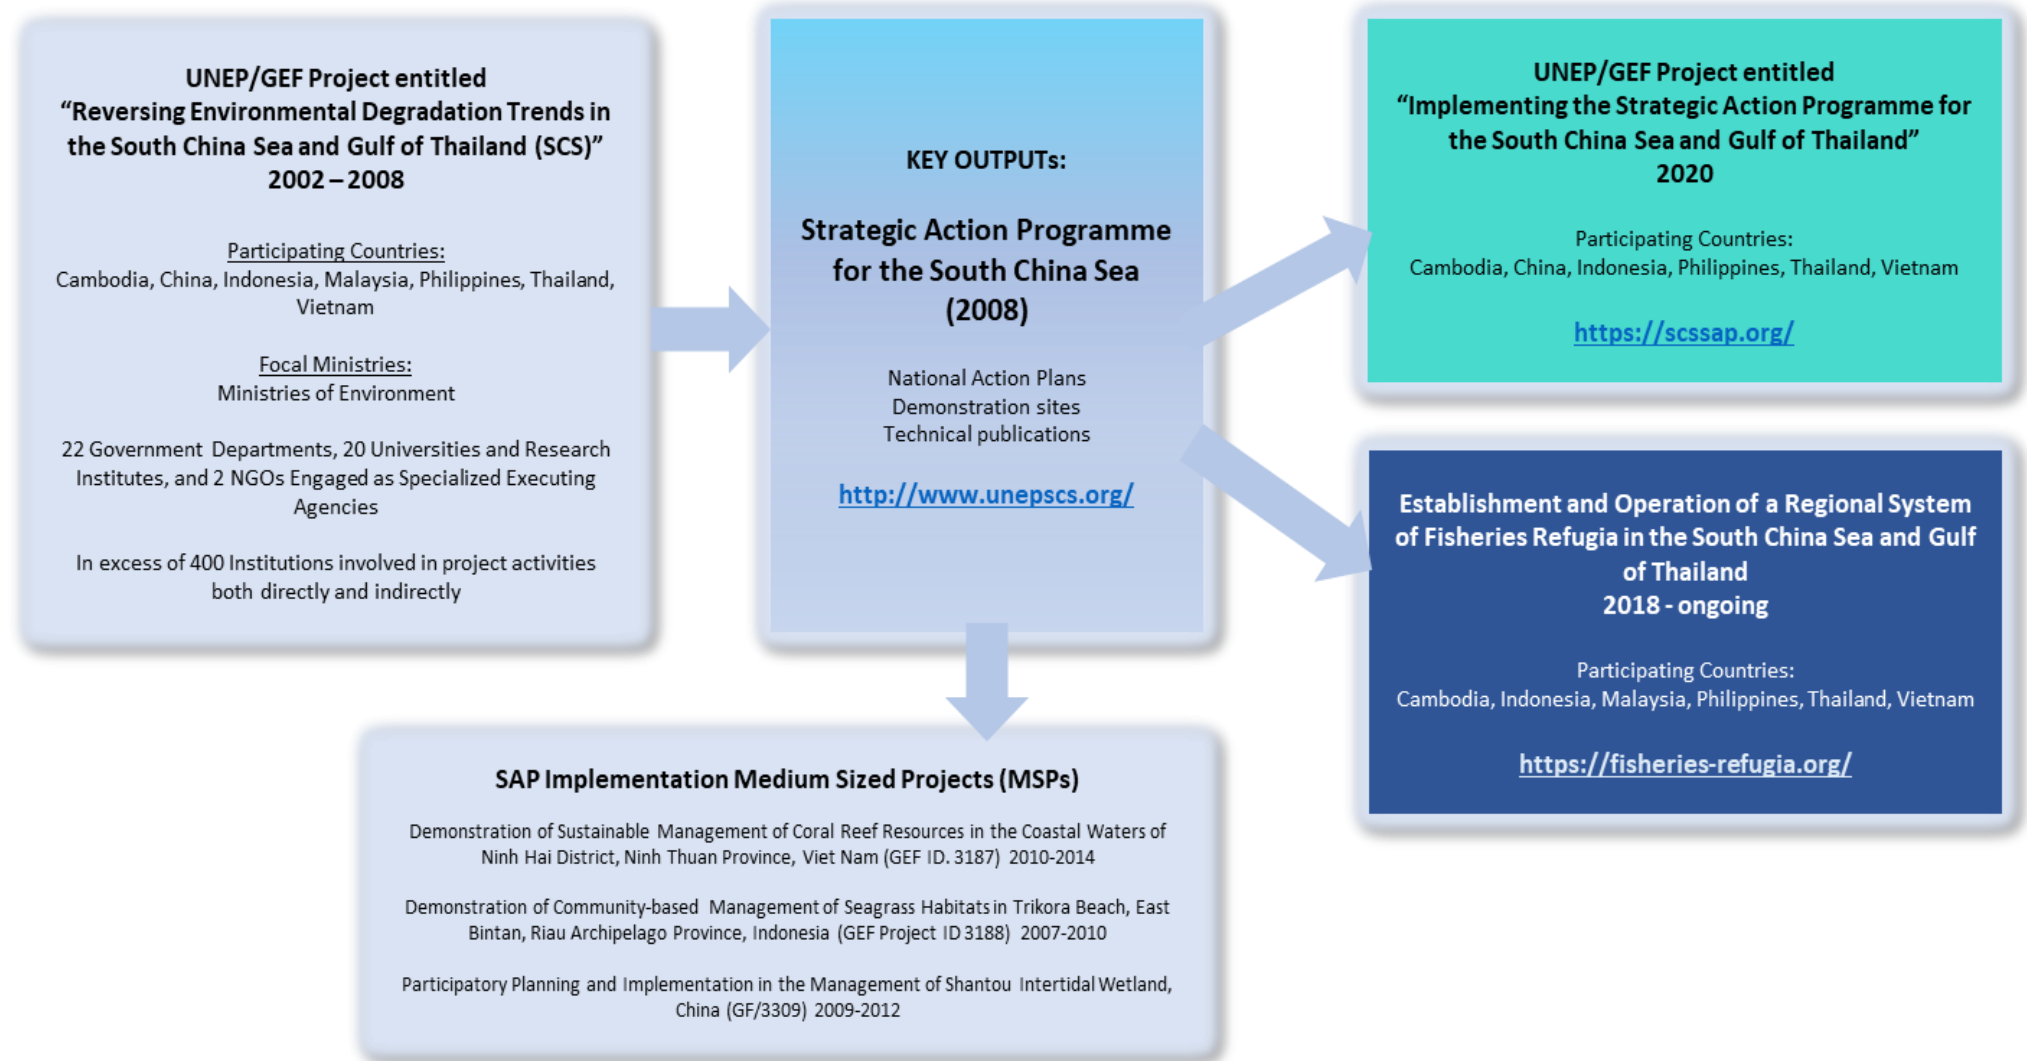 UNEP/GEF Project entitled
“Reversing Environmental Degradation Trends in
the South China Sea and Gulf of Thailand (SCS)”
2002 – 2008
Participating Countries:
Cambodia, China, Indonesia, Malaysia, Philippines, Thailand,
Vietnam
Focal Ministries:
Ministries of Environment
22 Government Departments, 20 Universities and Research
Institutes, and 2 NGOs Engaged as Specialized Executing
Agencies
In excess of 400 Institutions involved in project activities
both directly and indirectly
KEY OUTPUTs:
Strategic Action Programme
for the South China Sea
(2008)
National Action Plans
Demonstration sites
Technical publications
http://www.unepscs.org/
UNEP/GEF Project entitled
“Implementing the Strategic Action Programme for
the South China Sea and Gulf of Thailand”
2020
Participating Countries:
Cambodia, China, Indonesia, Philippines, Thailand, Vietnam
https://scssap.org/
Establishment and Operation of a Regional System
of Fisheries Refugia in the South China Sea and Gulf
of Thailand
2018 - ongoing
Participating Countries:
Cambodia, Indonesia, Malaysia, Philippines, Thailand, Vietnam
https://fisheries-refugia.org/
SAP Implementation Medium Sized Projects (MSPs)
Demonstration of Sustainable Management of Coral Reef Resources in the Coastal Waters of
Ninh Hai District, Ninh Thuan Province, Viet Nam (GEF ID. 3187) 2010-2014
Demonstration of Community-based Management of Seagrass Habitats in Trikora Beach, East
Bintan, Riau Archipelago Province, Indonesia (GEF Project ID 3188) 2007-2010
Participatory Planning and Implementation in the Management of Shantou Intertidal Wetland,
China (GF/3309) 2009-2012